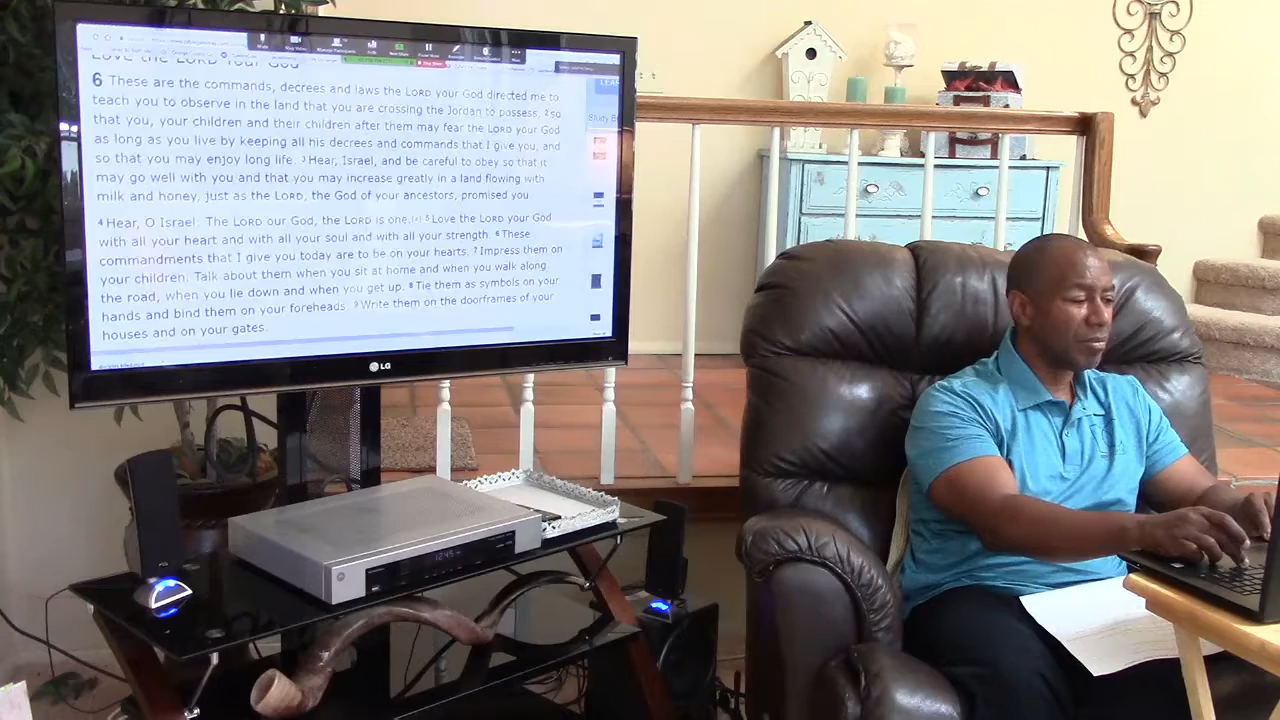 Love the LORD Your God
6 These are the commands, decrees and laws the LORD your God directed me to
teach you to observe in the land that you are crossing the Jordan to possess, 2 so
that you, your children and their children after them may fear the LORD your God
as long as you live by keeping all his decrees and commands that I give you, and
so that you may enjoy long life. 3 Hear, Israel, and be careful to obey so that it
may go well with you and that you may increase greatly in a land flowing with
milk and honey, just as the LORD, the God of your ancestors, promised you
4 Hear, O Israel. The LORD our God, the LORD is one.[a] 5 Love the LORD your God
with all your heart and with all your soul and with all your strength. 6 These
commandments that I give you today are to be on your hearts. 7 Impress them on
your children. Talk about them when you sit at home and when you walk along
the road, when you lie down and when you get up. 8 Tie them as symbols on your
hands and bind them on your foreheads. 9 Write them on the doorframes of your
houses and on your gates.
Study B
LG
12:45